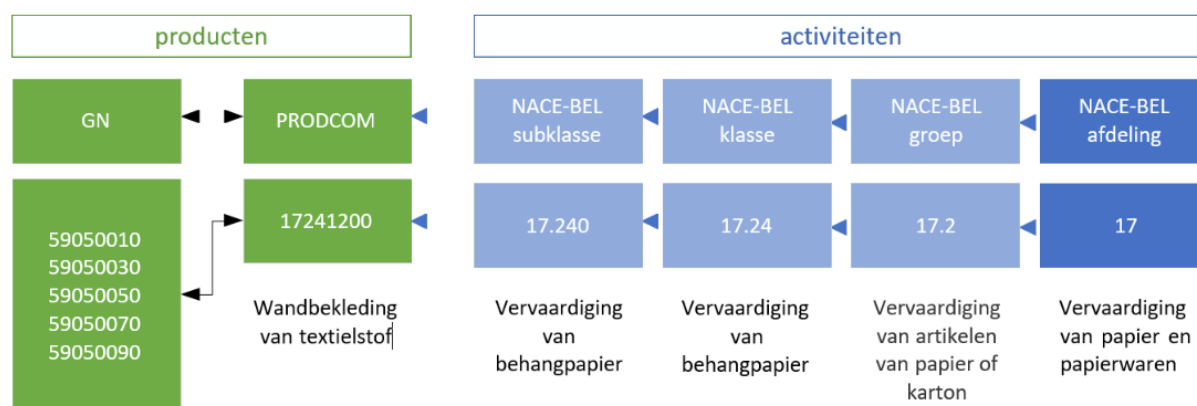 producten
activiteiten
GN
PRODCOM
NACE-BEL
subklasse
NACE-BEL
klasse
NACE-BEL
groep
NACE-BEL
afdeling
59050010
59050030
59050050
59050070
59050090
17241200
17.240
17.24
17.2
17
Wandbekleding
van textielstof
Vervaardiging
van
behangpapier
Vervaardiging
van
behangpapier
Vervaardiging
van artikelen
van papier of
karton
Vervaardiging
van papier en
papierwaren